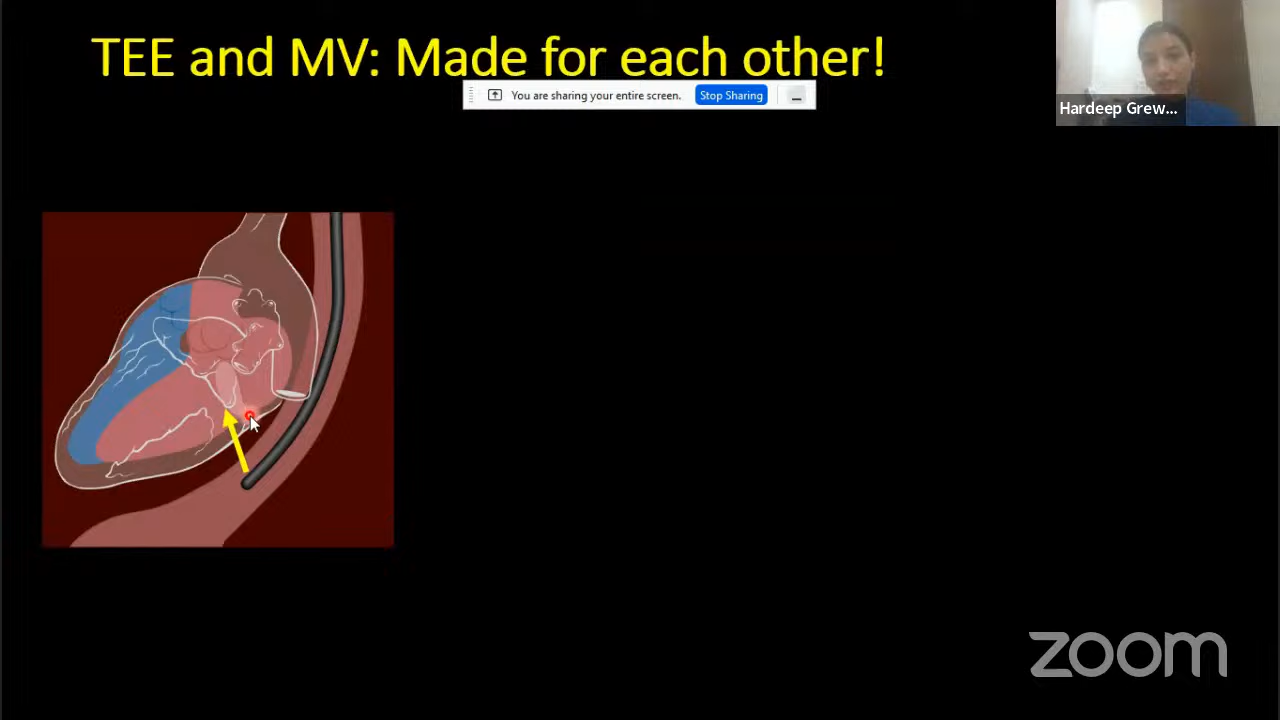 TEE and MV: Made for each other!
You are sharing your entire screen. Stop Sharing
Hardeep Grew...
zoom